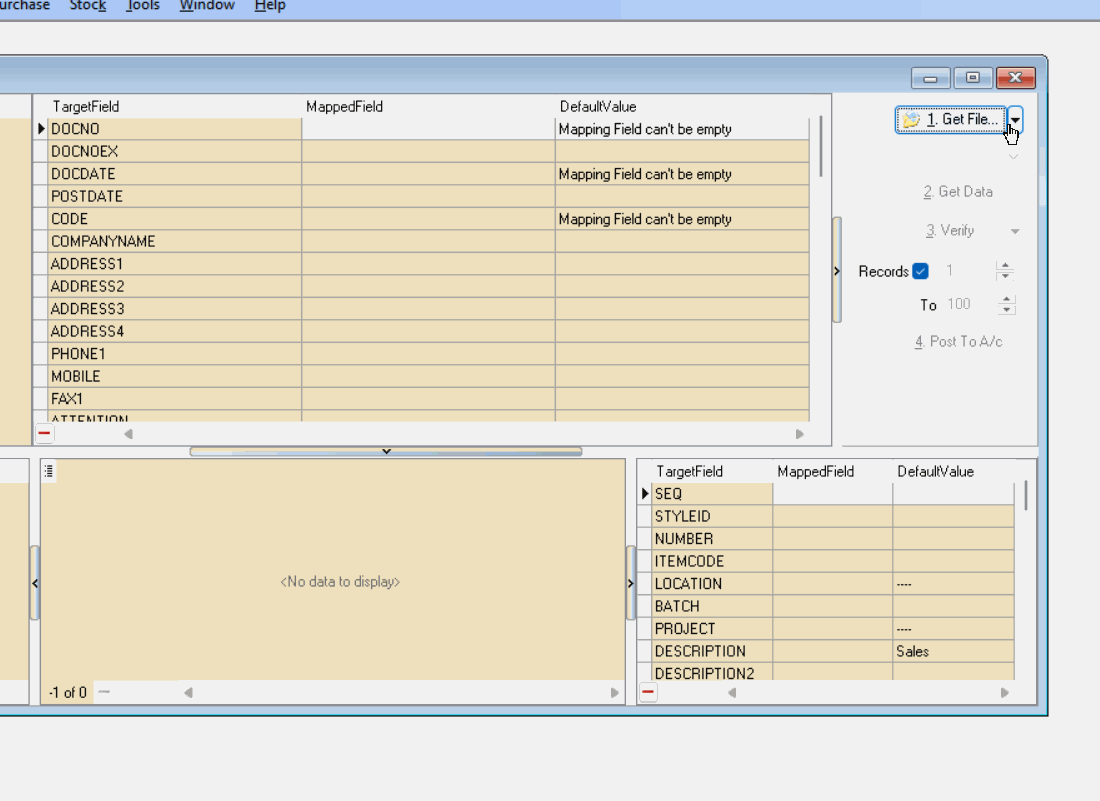 urchase Stock Tools Window Help
TargetField MappedField DefaultValue
DOCNO Mapping Field can't be empty
DOCNOEX
DOCDATE Mapping Field can't be empty
POSTDATE
CODE Mapping Field can't be empty
COMPANYNAME
ADDRESS1
ADDRESS2
ADDRESS3
ADDRESS4
PHONE1
MOBILE
FAX1
ATTENTION
1. Get File...
2. Get Data
3. Verify
Records 1
To 100
4. Post To A/c
<No data to display>
-1 of 0
TargetField MappedField DefaultValue
SEQ
STYLEID
NUMBER
ITEMCODE
LOCATION ----
BATCH
PROJECT ----
DESCRIPTION Sales
DESCRIPTION2